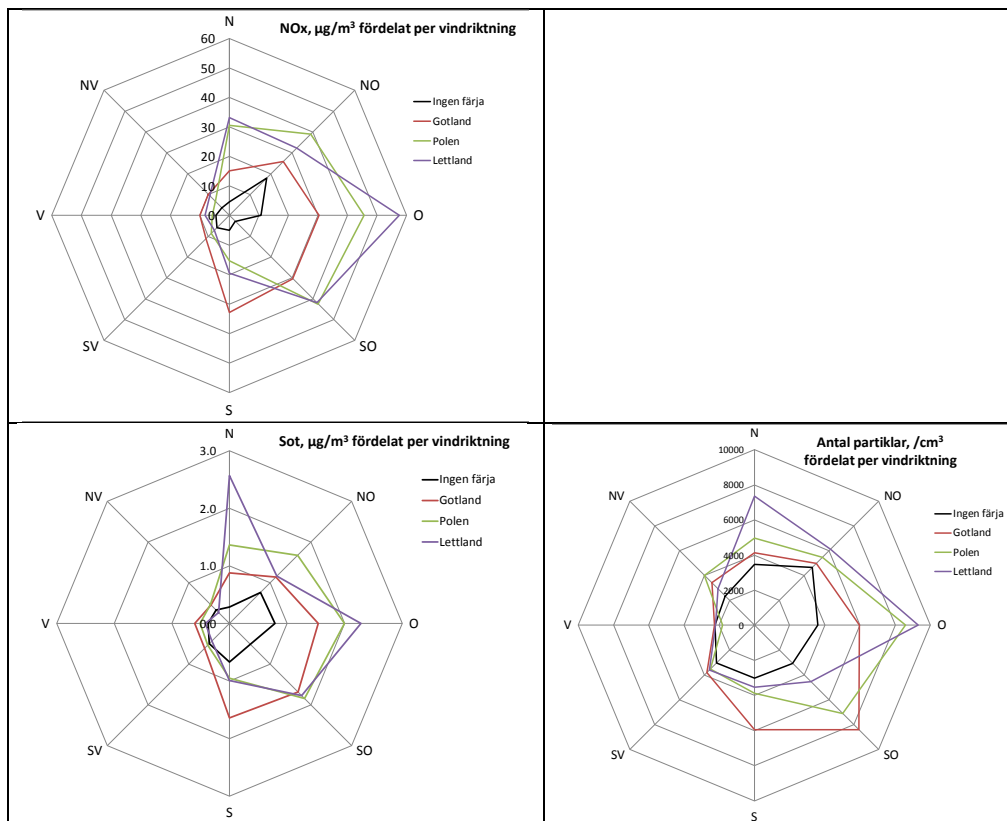 N
NOx, µg/m³ fördelat per vindriktning
60
50
40
30
20
10
0
NV
NO
V
O
SV
SO
S
Ingen färja
Gotland
Polen
Lettland
N
Sot, µg/m³ fördelat per vindriktning
3.0
2.0
1.0
0.0
NV
NO
V
O
SV
SO
S
Ingen färja
Gotland
Polen
Lettland
N
Antal partiklar, /cm³
fördelat per vindriktning
10000
8000
6000
4000
2000
0
NV
NO
V
O
SV
SO
S
Ingen färja
Gotland
Polen
Lettland